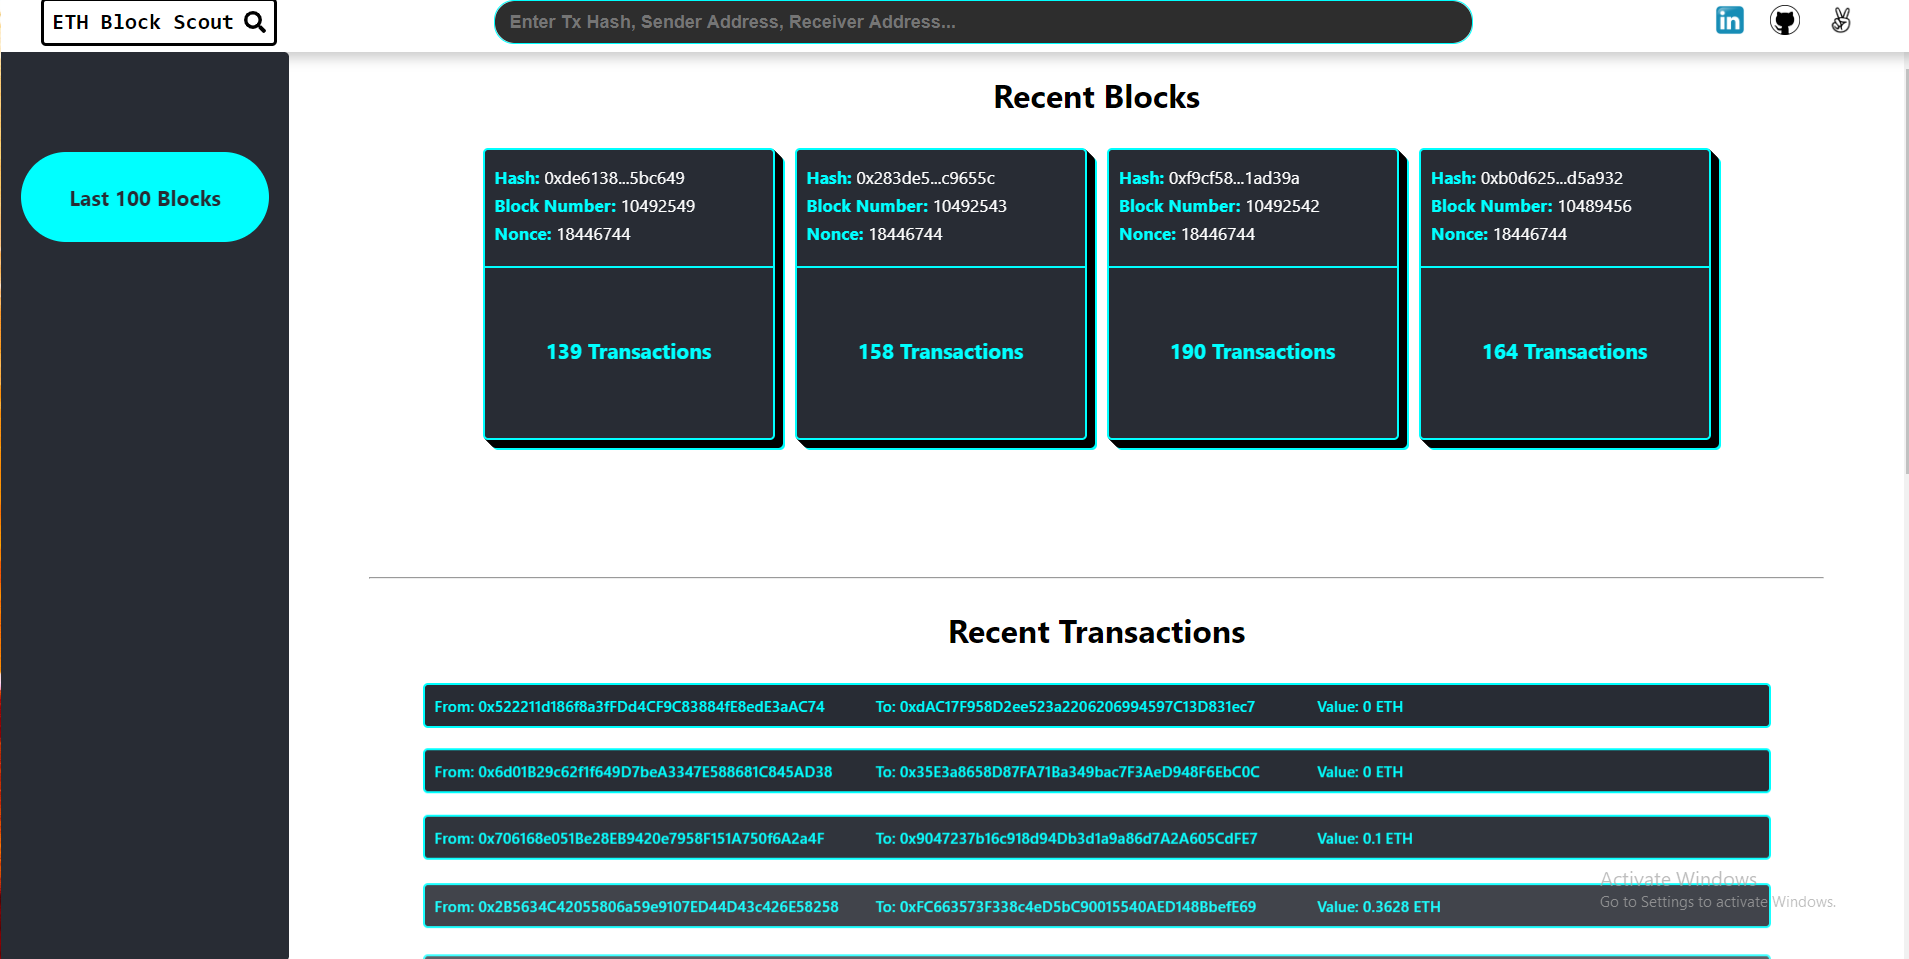 ETH Block Scout
Enter Tx Hash, Sender Address, Receiver Address...
in
Last 100 Blocks
Recent Blocks
Hash: 0xde6138...5bc649
Block Number: 10492549
Nonce: 18446744
139 Transactions
Hash: 0x283de5...c9655c
Block Number: 10492543
Nonce: 18446744
158 Transactions
Hash: 0xf9cf58...1ad39a
Block Number: 10492542
Nonce: 18446744
190 Transactions
Hash: 0xb0d625...d5a932
Block Number: 10489456
Nonce: 18446744
164 Transactions
Recent Transactions
From: 0x522211d186f8a3fFDd4CF9C83884fE8edE3aAC74 To: 0xdAC17F958D2ee523a2206206994597C13D831ec7 Value: 0 ETH
From: 0x6d01B29c62f1f649D7beA3347E588681C845AD38 To: 0x35E3a8658D87FA71Ba349bac7F3AeD948F6EbC0C Value: 0 ETH
From: 0x706168e051Be28EB9420e7958F151A750f6A2a4F To: 0x9047237b16c918d94Db3d1a9a86d7A2A605CdFE7 Value: 0.1 ETH
From: 0x2B5634C42055806a59e9107ED44D43c426E58258 To: 0xFC663573F338c4eD5bC90015540AED148BbefE69 Value: 0.3628 ETH
Activate Windows
Go to Settings to activate Windows.